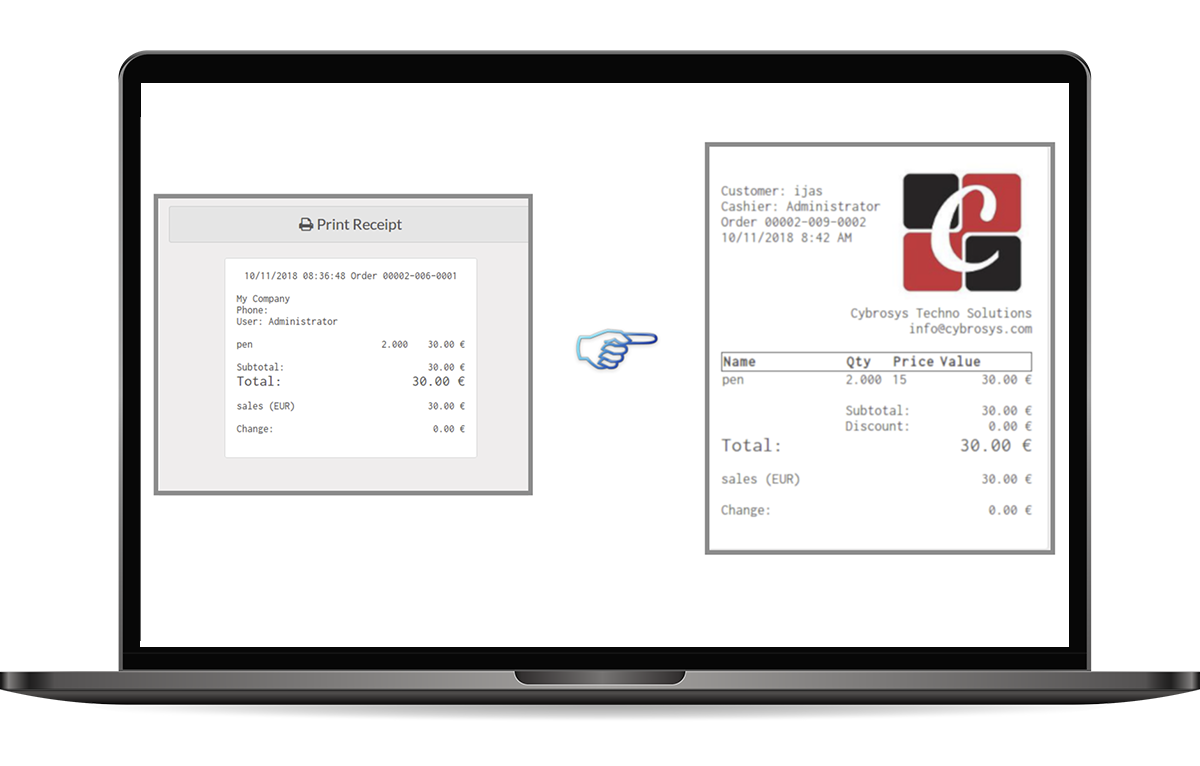 Print Receipt
10/11/2018 08:36:48 Order 00002-006-0001
My Company
Phone:
User: Administrator
pen 2.000 30.00 €
Subtotal: 30.00 €
Total: 30.00 €
sales (EUR) 30.00 €
Change: 0.00 €
Customer: ijas
Cashier: Administrator
Order 00002-009-0002
10/11/2018 8:42 AM
C
Cybrosys Techno Solutions
info@cybrosys.com
Name Qty Price Value
pen 2.000 15 30.00 €
Subtotal: 30.00 €
Discount: 0.00 €
Total: 30.00 €
sales (EUR) 30.00 €
Change: 0.00 €